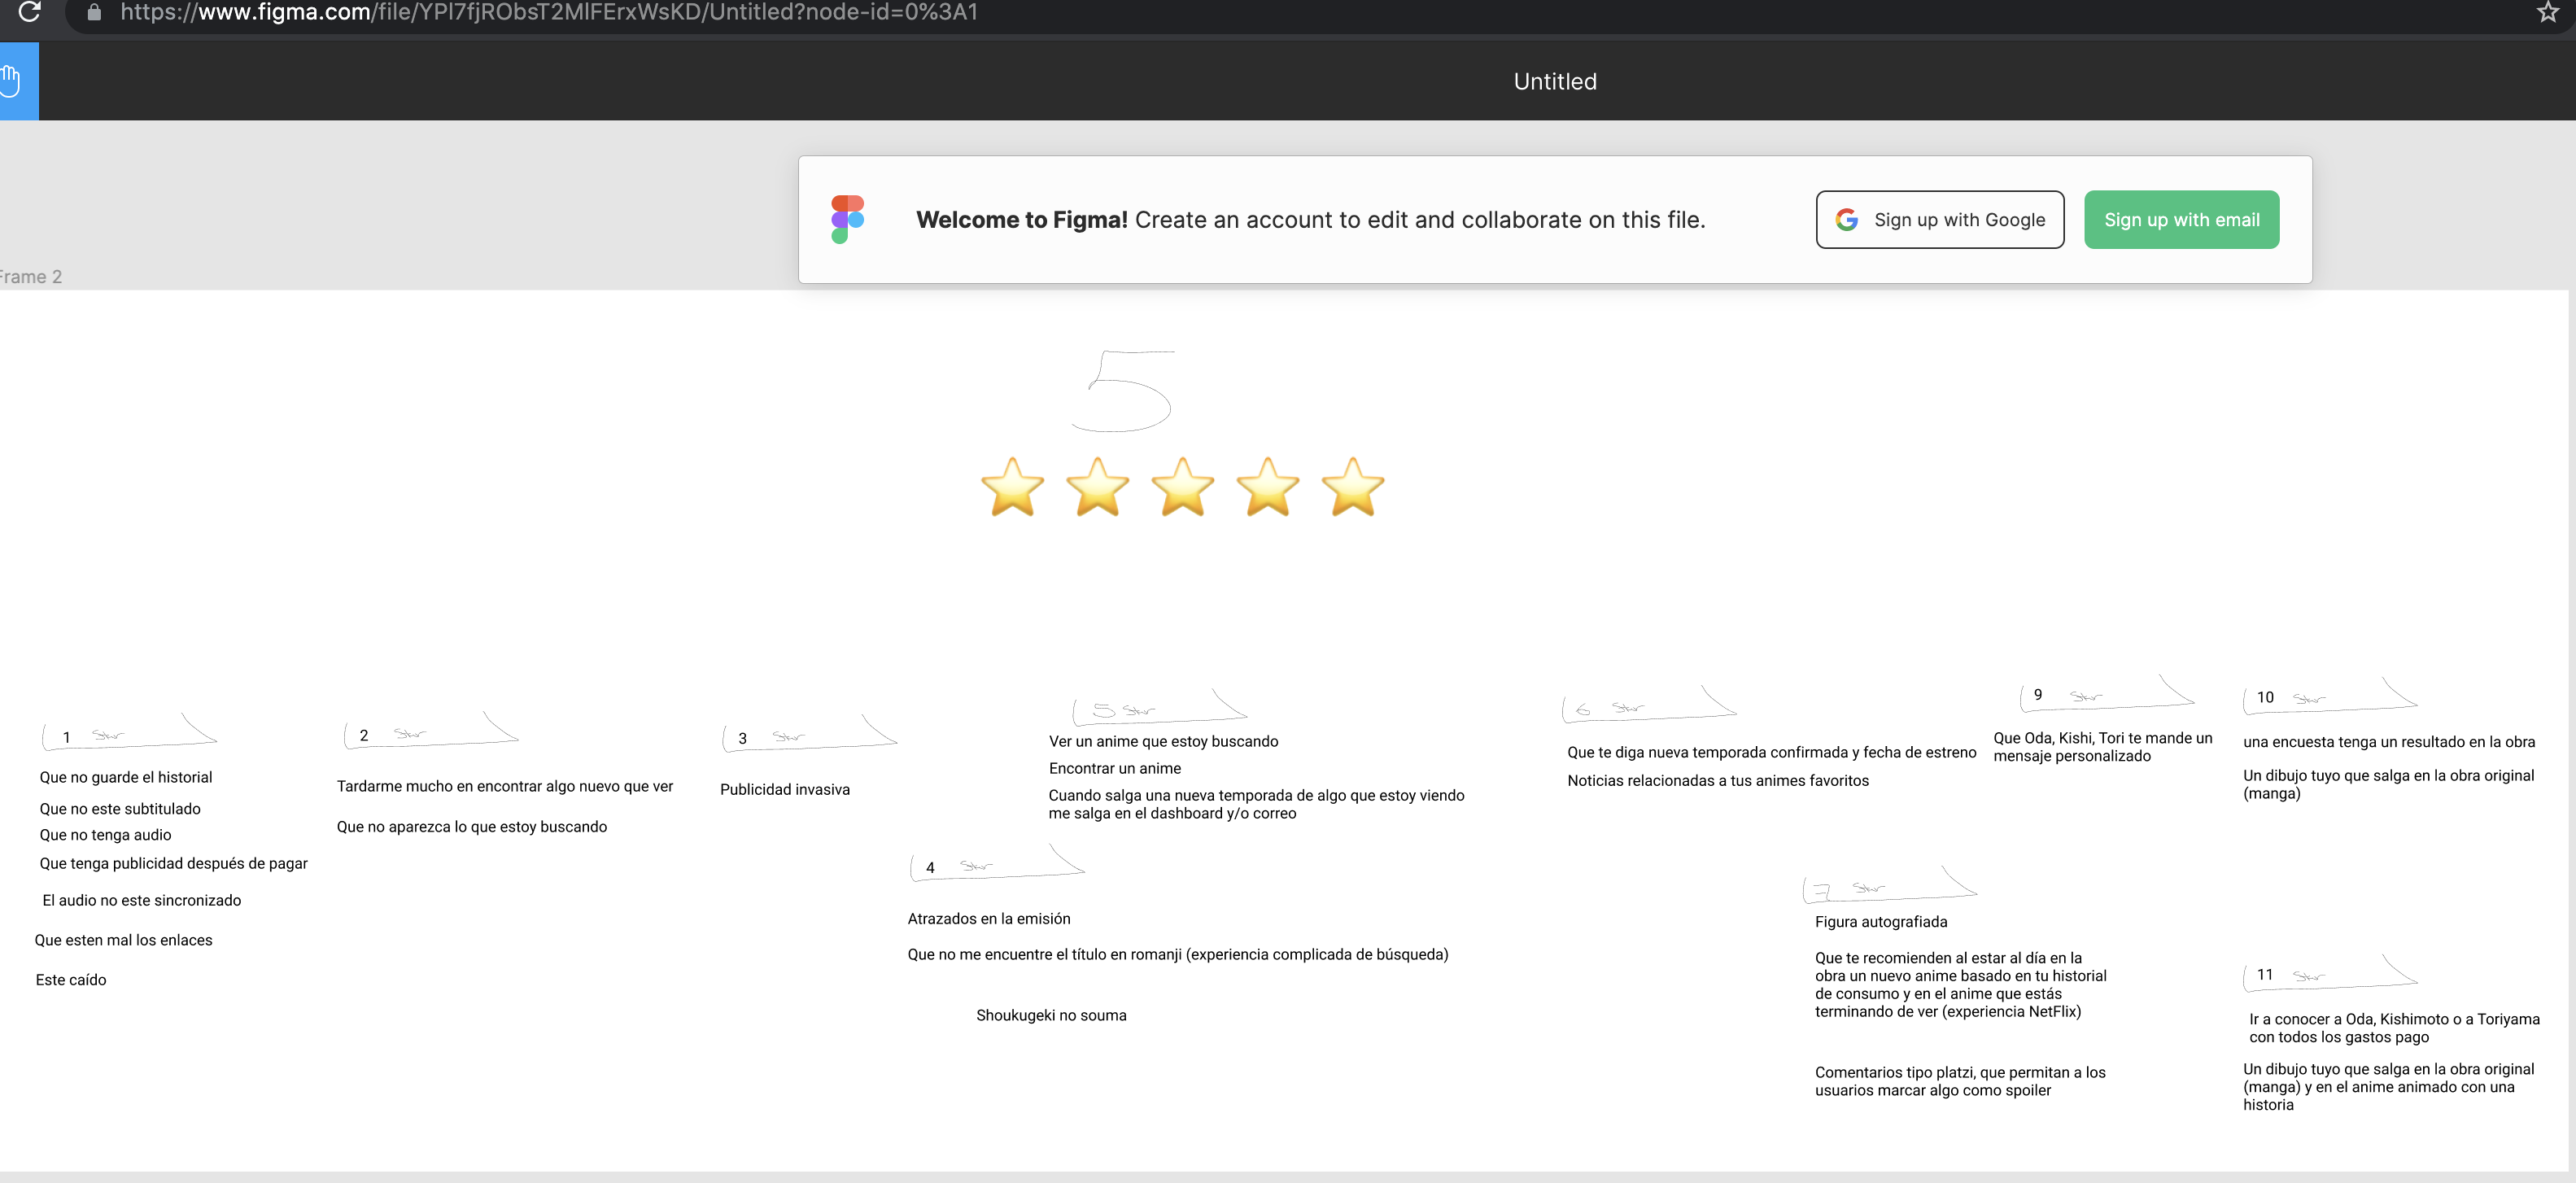 https://www.figma.com/file/YPl7fjRObsT2MlFErxWsKD/Untitled?node-id=0%3A1
Untitled
Welcome to Figma! Create an account to edit and collaborate on this file.
Sign up with Google
Sign up with email
Frame 2
5
1 Star
Que no guarde el historial
Que no este subtitulado
Que no tenga audio
Que tenga publicidad después de pagar
El audio no este sincronizado
Que esten mal los enlaces
Este caído
2 Star
Tardarme mucho en encontrar algo nuevo que ver
Que no aparezca lo que estoy buscando
3 Star
Publicidad invasiva
5 Star
Ver un anime que estoy buscando
Encontrar un anime
Cuando salga una nueva temporada de algo que estoy viendo
me salga en el dashboard y/o correo
4 Star
Atrazados en la emisión
Que no me encuentre el título en romanji (experiencia complicada de búsqueda)
Shoukugeki no souma
6 Star
Que te diga nueva temporada confirmada y fecha de estreno
Noticias relacionadas a tus animes favoritos
7 Star
Figura autografiada
Que te recomienden al estar al día en la
obra un nuevo anime basado en tu historial
de consumo y en el anime que estás
terminando de ver (experiencia NetFlix)
Comentarios tipo platzi, que permitan a los
usuarios marcar algo como spoiler
9 Star
Que Oda, Kishi, Tori te mande un
mensaje personalizado
10 Star
una encuesta tenga un resultado en la obra
Un dibujo tuyo que salga en la obra original
(manga)
11 Star
Ir a conocer a Oda, Kishimoto o a Toriyama
con todos los gastos pago
Un dibujo tuyo que salga en la obra original
(manga) y en el anime animado con una
historia